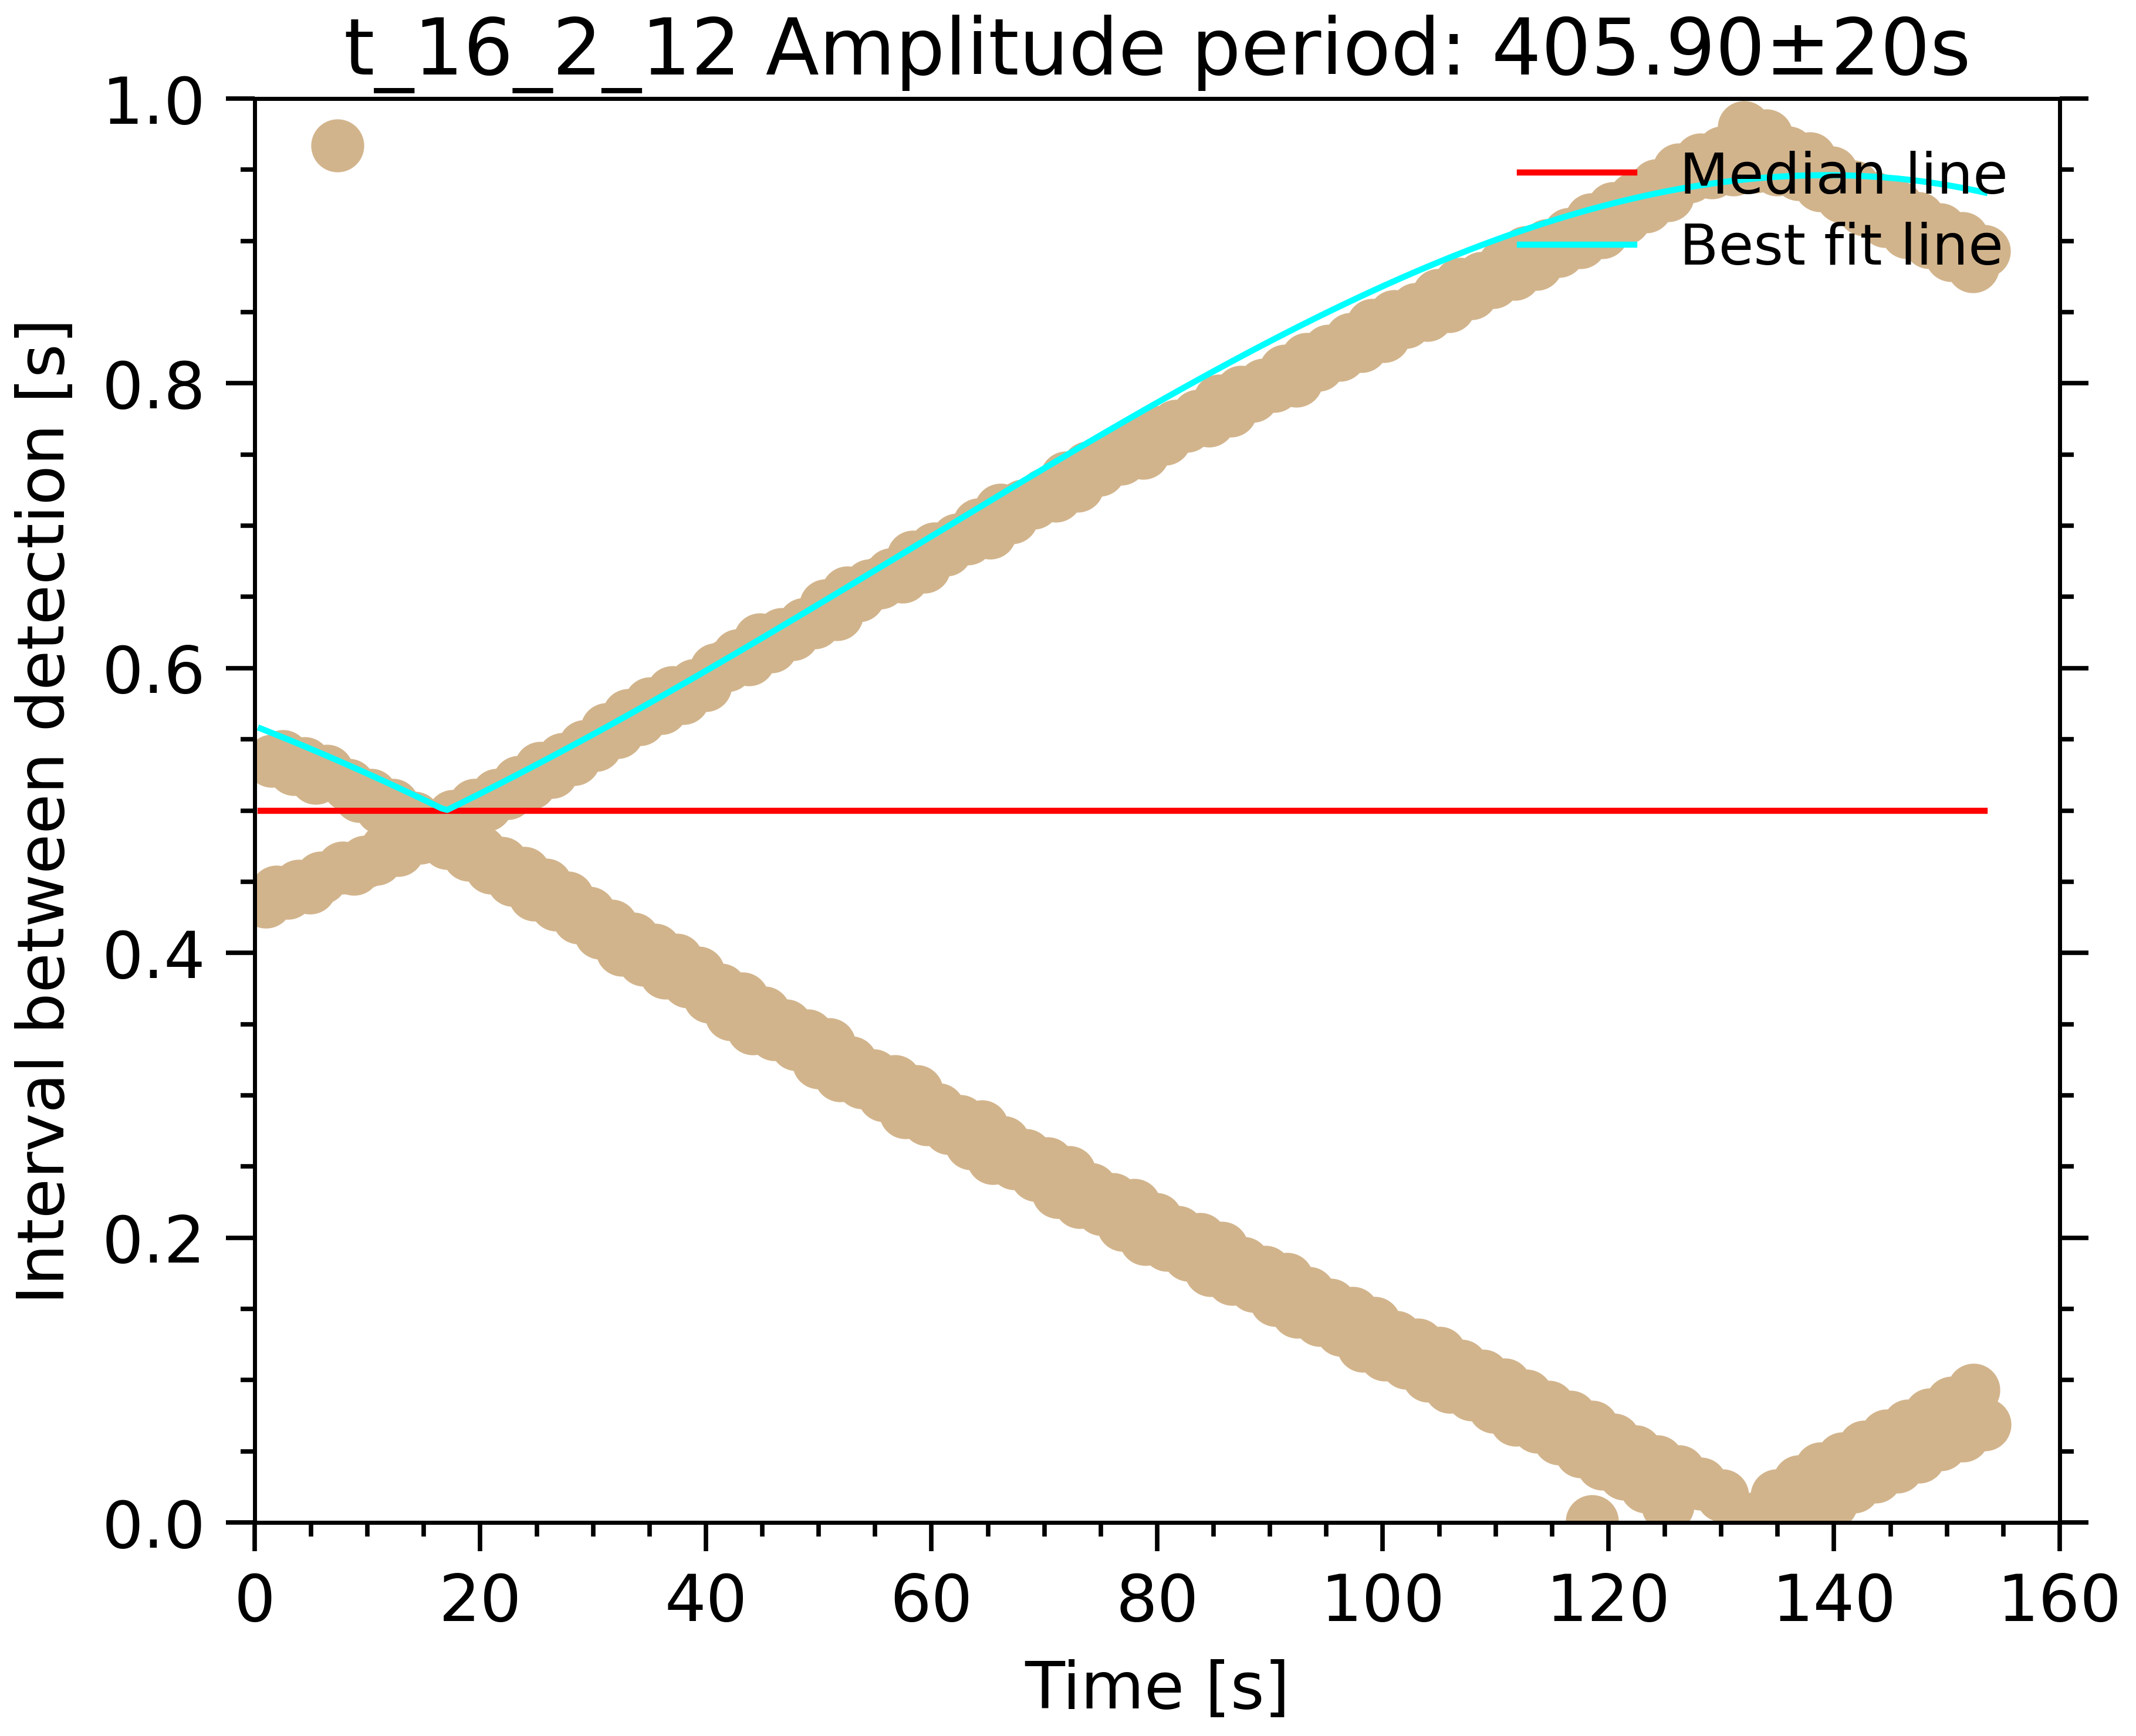 t_16_2_12 Amplitude period: 405.90±20s
Interval between detection [s]
1.0
0.8
0.6
0.4
0.2
0.0
Median line
Best fit line
0 20 40 60 80 100 120 140 160
Time [s]